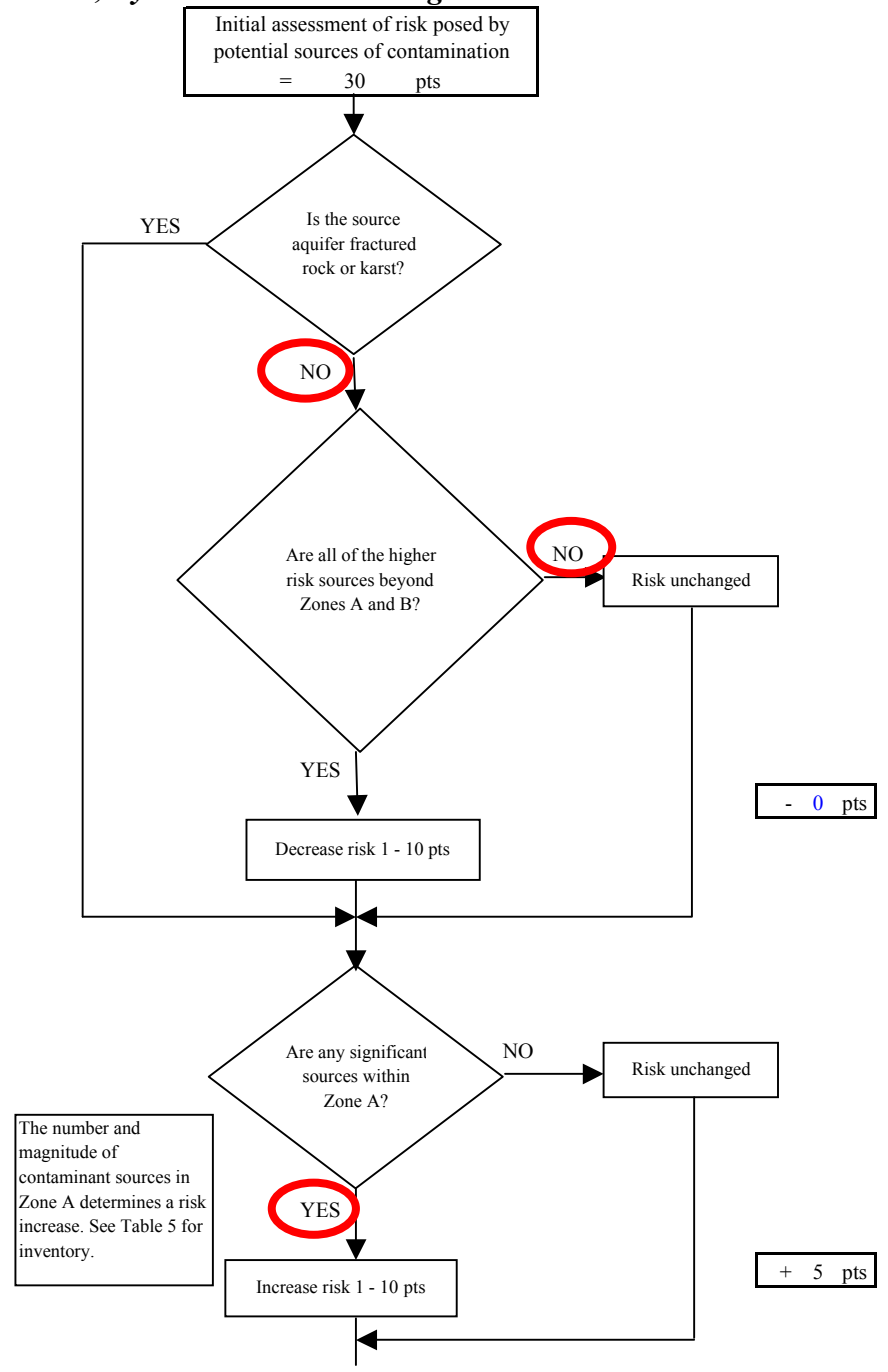 Initial assessment of risk posed by
potential sources of contamination
= 30 pts
YES
Is the source
aquifer fractured
rock or karst?
NO
Are all of the higher
risk sources beyond
Zones A and B?
NO
Risk unchanged
YES
- 0 pts
Decrease risk 1 - 10 pts
Are any significant
sources within
Zone A?
NO
Risk unchanged
The number and
magnitude of
contaminant sources in
Zone A determines a risk
increase. See Table 5 for
inventory.
YES
+ 5 pts
Increase risk 1 - 10 pts